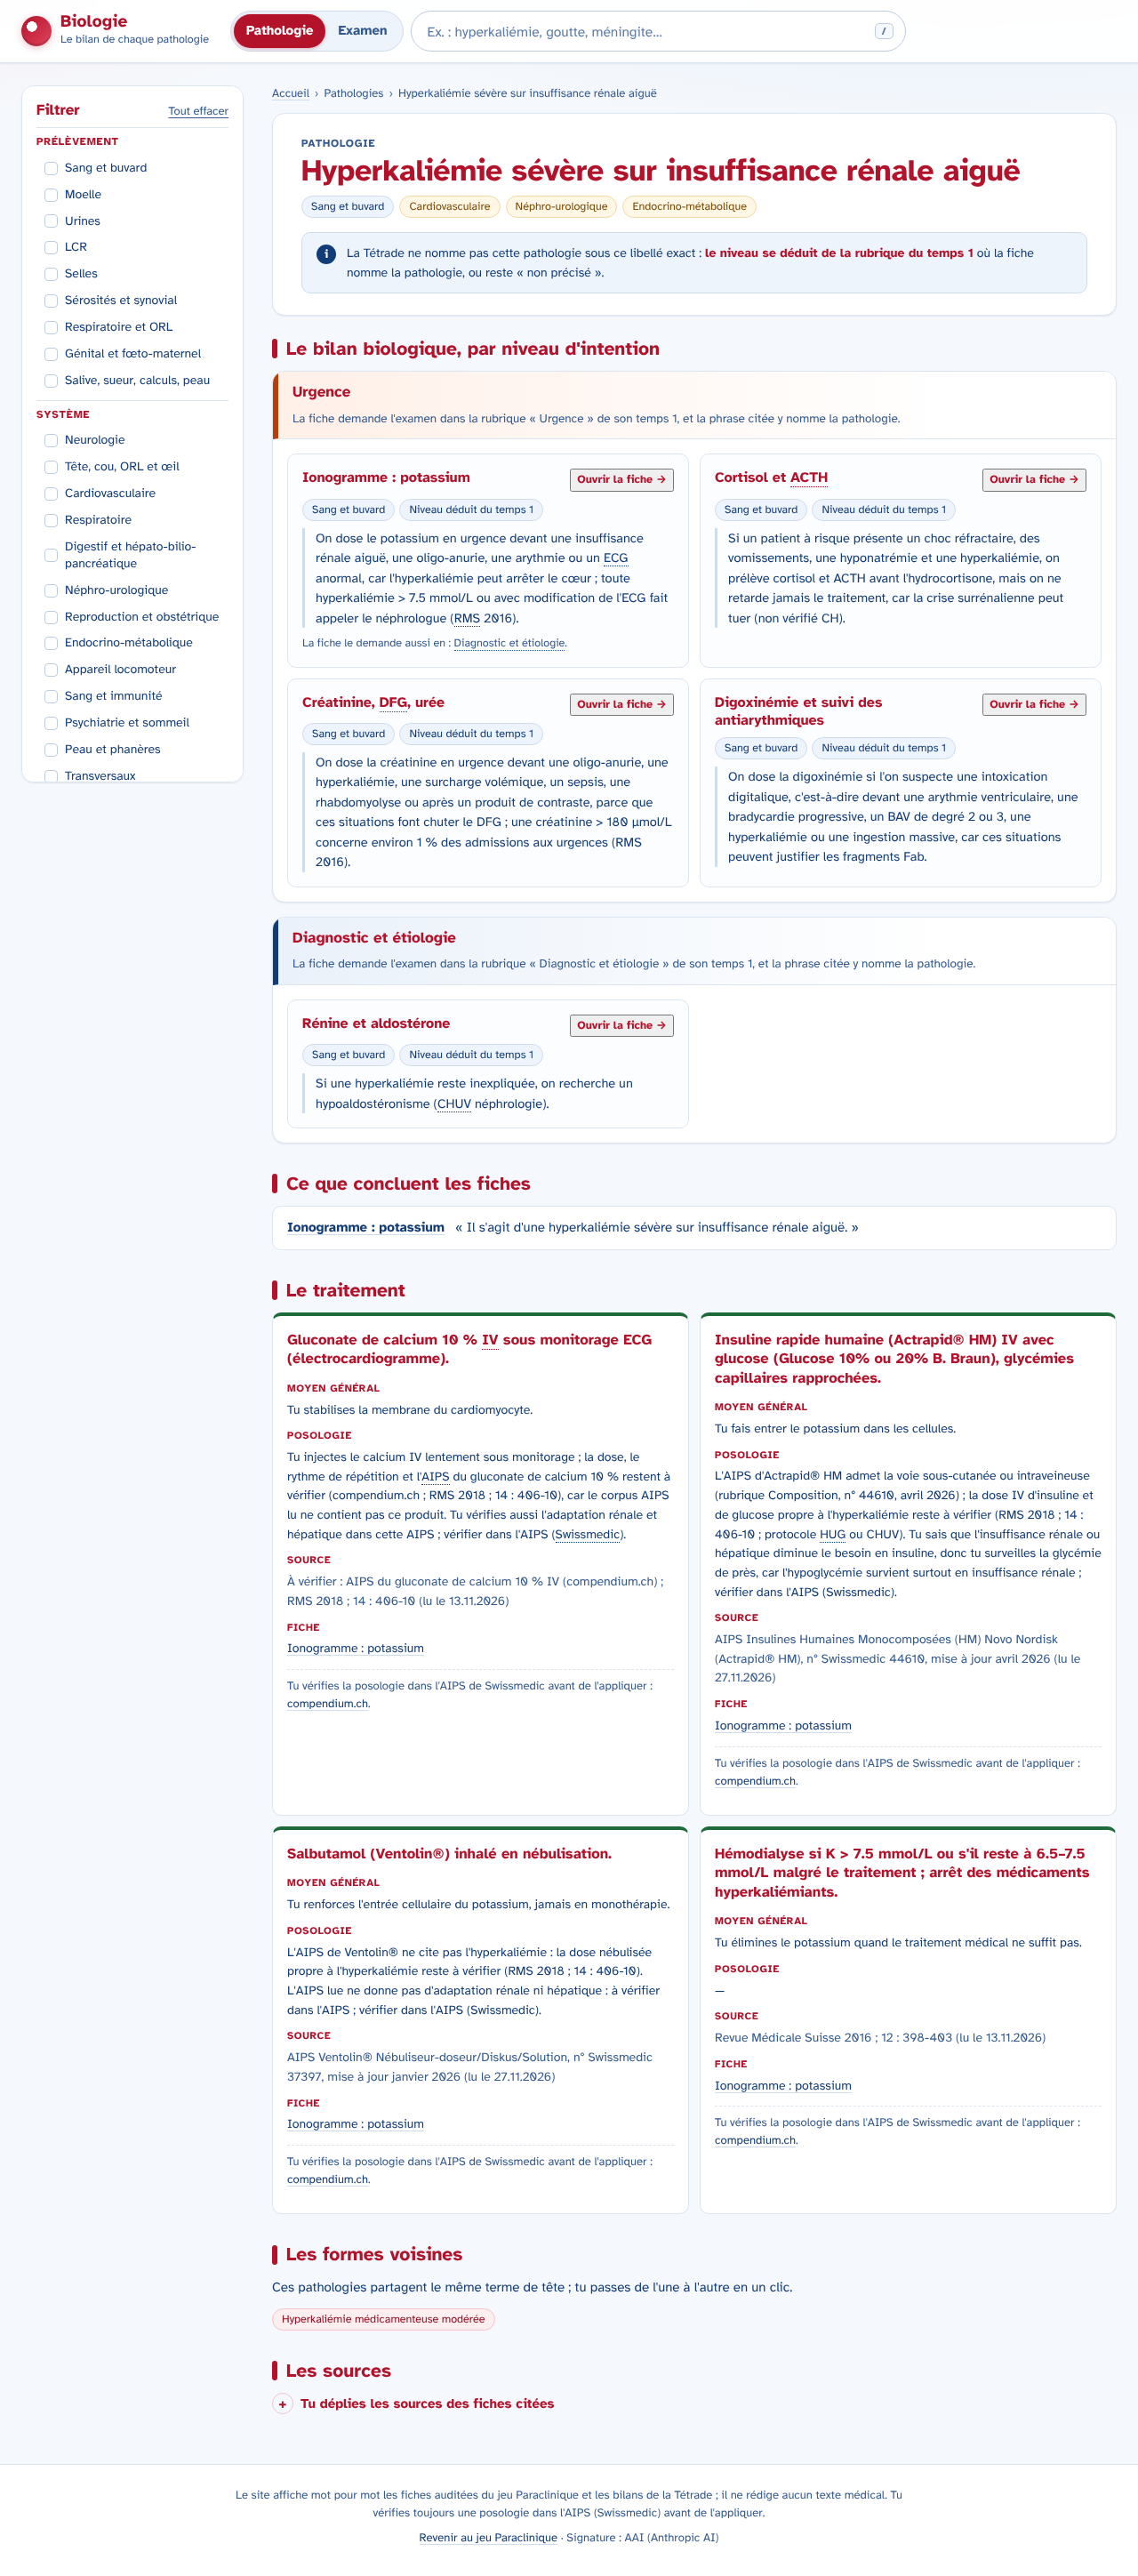 Biologie
Le bilan de chaque pathologie
Pathologie
Examen
Ex. : hyperkaliémie, goutte, méningite...
/
Filtrer
Tout effacer
PRÉLÈVEMENT
Sang et buvard
Moelle
Urines
LCR
Selles
Sérosités et synovial
Respiratoire et ORL
Génital et fœto-maternel
Salive, sueur, calculs, peau
SYSTÈME
Neurologie
Tête, cou, ORL et œil
Cardiovasculaire
Respiratoire
Digestif et hépato-bilio-
pancréatique
Néphro-urologique
Reproduction et obstétrique
Endocrino-métabolique
Appareil locomoteur
Sang et immunité
Psychiatrie et sommeil
Peau et phanères
Transversaux
Accueil › Pathologies › Hyperkaliémie sévère sur insuffisance rénale aiguë
PATHOLOGIE
Hyperkaliémie sévère sur insuffisance rénale aiguë
Sang et buvard
Cardiovasculaire
Néphro-urologique
Endocrino-métabolique
i
La Tétrade ne nomme pas cette pathologie sous ce libellé exact : le niveau se déduit de la rubrique du temps 1 où la fiche
nomme la pathologie, ou reste « non précisé ».
Le bilan biologique, par niveau d'intention
Urgence
La fiche demande l'examen dans la rubrique « Urgence » de son temps 1, et la phrase citée y nomme la pathologie.
Ionogramme : potassium
Ouvrir la fiche →
Sang et buvard
Niveau déduit du temps 1
On dose le potassium en urgence devant une insuffisance
rénale aiguë, une oligo-anurie, une arythmie ou un ECG
anormal, car l'hyperkaliémie peut arrêter le cœur ; toute
hyperkaliémie > 7.5 mmol/L ou avec modification de l'ECG fait
appeler le néphrologue (RMS 2016).
La fiche le demande aussi en : Diagnostic et étiologie.
Cortisol et ACTH
Ouvrir la fiche →
Sang et buvard
Niveau déduit du temps 1
Si un patient à risque présente un choc réfractaire, des
vomissements, une hyponatrémie et une hyperkaliémie, on
prélève cortisol et ACTH avant l'hydrocortisone, mais on ne
retarde jamais le traitement, car la crise surrénalienne peut
tuer (non vérifié CH).
Créatinine, DFG, urée
Ouvrir la fiche →
Sang et buvard
Niveau déduit du temps 1
On dose la créatinine en urgence devant une oligo-anurie, une
hyperkaliémie, une surcharge volémique, un sepsis, une
rhabdomyolyse ou après un produit de contraste, parce que
ces situations font chuter le DFG ; une créatinine > 180 µmol/L
concerne environ 1 % des admissions aux urgences (RMS
2016).
Digoxinémie et suivi des
antiarythmiques
Ouvrir la fiche →
Sang et buvard
Niveau déduit du temps 1
On dose la digoxinémie si l'on suspecte une intoxication
digitalique, c'est-à-dire devant une arythmie ventriculaire, une
bradycardie progressive, un BAV de degré 2 ou 3, une
hyperkaliémie ou une ingestion massive, car ces situations
peuvent justifier les fragments Fab.
Diagnostic et étiologie
La fiche demande l'examen dans la rubrique « Diagnostic et étiologie » de son temps 1, et la phrase citée y nomme la pathologie.
Rénine et aldostérone
Ouvrir la fiche →
Sang et buvard
Niveau déduit du temps 1
Si une hyperkaliémie reste inexpliquée, on recherche un
hypoaldostéronisme (CHUV néphrologie).
Ce que concluent les fiches
Ionogramme : potassium « Il s'agit d'une hyperkaliémie sévère sur insuffisance rénale aiguë. »
Le traitement
Gluconate de calcium 10 % IV sous monitorage ECG
(électrocardiogramme).
MOYEN GÉNÉRAL
Tu stabilises la membrane du cardiomyocyte.
POSOLOGIE
Tu injectes le calcium IV lentement sous monitorage ; la dose, le
rythme de répétition et l'AIPS du gluconate de calcium 10 % restent à
vérifier (compendium.ch ; RMS 2018 ; 14 : 406-10), car le corpus AIPS
lu ne contient pas ce produit. Tu vérifies aussi l'adaptation rénale et
hépatique dans cette AIPS ; vérifier dans l'AIPS (Swissmedic).
SOURCE
À vérifier : AIPS du gluconate de calcium 10 % IV (compendium.ch) ;
RMS 2018 ; 14 : 406-10 (lu le 13.11.2026)
FICHE
Ionogramme : potassium
Tu vérifies la posologie dans l'AIPS de Swissmedic avant de l'appliquer :
compendium.ch.
Insuline rapide humaine (Actrapid® HM) IV avec
glucose (Glucose 10% ou 20% B. Braun), glycémies
capillaires rapprochées.
MOYEN GÉNÉRAL
Tu fais entrer le potassium dans les cellules.
POSOLOGIE
L'AIPS d'Actrapid® HM admet la voie sous-cutanée ou intraveineuse
(rubrique Composition, n° 44610, avril 2026) ; la dose IV d'insuline et
de glucose propre à l'hyperkaliémie reste à vérifier (RMS 2018 ; 14 :
406-10 ; protocole HUG ou CHUV). Tu sais que l'insuffisance rénale ou
hépatique diminue le besoin en insuline, donc tu surveilles la glycémie
de près, car l'hypoglycémie survient surtout en insuffisance rénale ;
vérifier dans l'AIPS (Swissmedic).
SOURCE
AIPS Insulines Humaines Monocomposées (HM) Novo Nordisk
(Actrapid® HM), n° Swissmedic 44610, mise à jour avril 2026 (lu le
27.11.2026)
FICHE
Ionogramme : potassium
Tu vérifies la posologie dans l'AIPS de Swissmedic avant de l'appliquer :
compendium.ch.
Salbutamol (Ventolin®) inhalé en nébulisation.
MOYEN GÉNÉRAL
Tu renforces l'entrée cellulaire du potassium, jamais en monothérapie.
POSOLOGIE
L'AIPS de Ventolin® ne cite pas l'hyperkaliémie : la dose nébulisée
propre à l'hyperkaliémie reste à vérifier (RMS 2018 ; 14 : 406-10).
L'AIPS lue ne donne pas d'adaptation rénale ni hépatique : à vérifier
dans l'AIPS ; vérifier dans l'AIPS (Swissmedic).
SOURCE
AIPS Ventolin® Nébuliseur-doseur/Diskus/Solution, n° Swissmedic
37397, mise à jour janvier 2026 (lu le 27.11.2026)
FICHE
Ionogramme : potassium
Tu vérifies la posologie dans l'AIPS de Swissmedic avant de l'appliquer :
compendium.ch.
Hémodialyse si K > 7.5 mmol/L ou s'il reste à 6.5–7.5
mmol/L malgré le traitement ; arrêt des médicaments
hyperkaliémiants.
MOYEN GÉNÉRAL
Tu élimines le potassium quand le traitement médical ne suffit pas.
POSOLOGIE
—
SOURCE
Revue Médicale Suisse 2016 ; 12 : 398-403 (lu le 13.11.2026)
FICHE
Ionogramme : potassium
Tu vérifies la posologie dans l'AIPS de Swissmedic avant de l'appliquer :
compendium.ch.
Les formes voisines
Ces pathologies partagent le même terme de tête ; tu passes de l'une à l'autre en un clic.
Hyperkaliémie médicamenteuse modérée
Les sources
+ Tu déplies les sources des fiches citées
Le site affiche mot pour mot les fiches auditées du jeu Paraclinique et les bilans de la Tétrade ; il ne rédige aucun texte médical. Tu
vérifies toujours une posologie dans l'AIPS (Swissmedic) avant de l'appliquer.
Revenir au jeu Paraclinique · Signature : AAI (Anthropic AI)